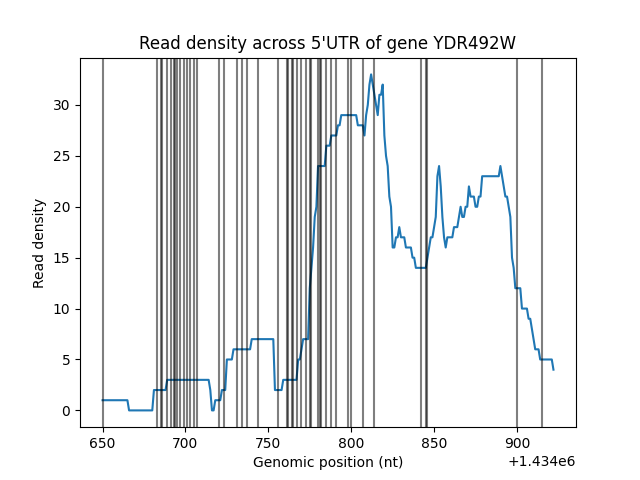 Read density across 5'UTR of gene YDR492W
30
25
20
15
10
5
0
Read density
650 700 750 800 850 900
Genomic position (nt)
+1.434e6